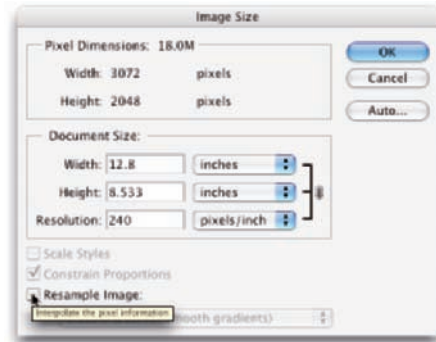 Image Size
Pixel Dimensions: 18.0M
OK
Width: 3072 pixels
Cancel
Height: 2048 pixels
Auto...
Document Size:
Width: 12.8 inches
Height: 8.533 inches
Resolution: 240 pixels/inch
Scale Styles
Constrain Proportions
Resample Image:
Interpolate the pixel information
gradients)